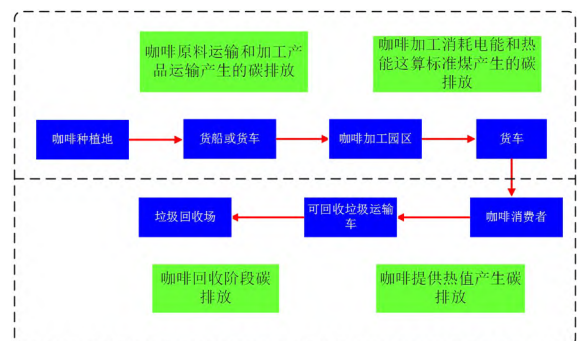 咖啡原料运输和加工产
品运输产生的碳排放
咖啡加工消耗电能和热
能这算标准煤产生的碳
排放
咖啡种植地
货船或货车
咖啡加工园区
货车
垃圾回收场
可回收垃圾运输
车
咖啡消费者
咖啡回收阶段碳
排放
咖啡提供热值产生碳
排放